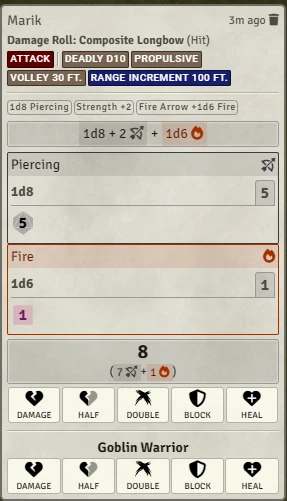 Marik 3m ago
Damage Roll: Composite Longbow (Hit)
ATTACK DEADLY D10 PROPULSIVE
VOLLEY 30 FT. RANGE INCREMENT 100 FT.
1d8 Piercing Strength +2 Fire Arrow +1d6 Fire
1d8 + 2 + 1d6
Piercing
1d8 5
5
Fire
1d6 1
1
8
( 7 + 1 )
DAMAGE HALF DOUBLE BLOCK HEAL
Goblin Warrior
DAMAGE HALF DOUBLE BLOCK HEAL